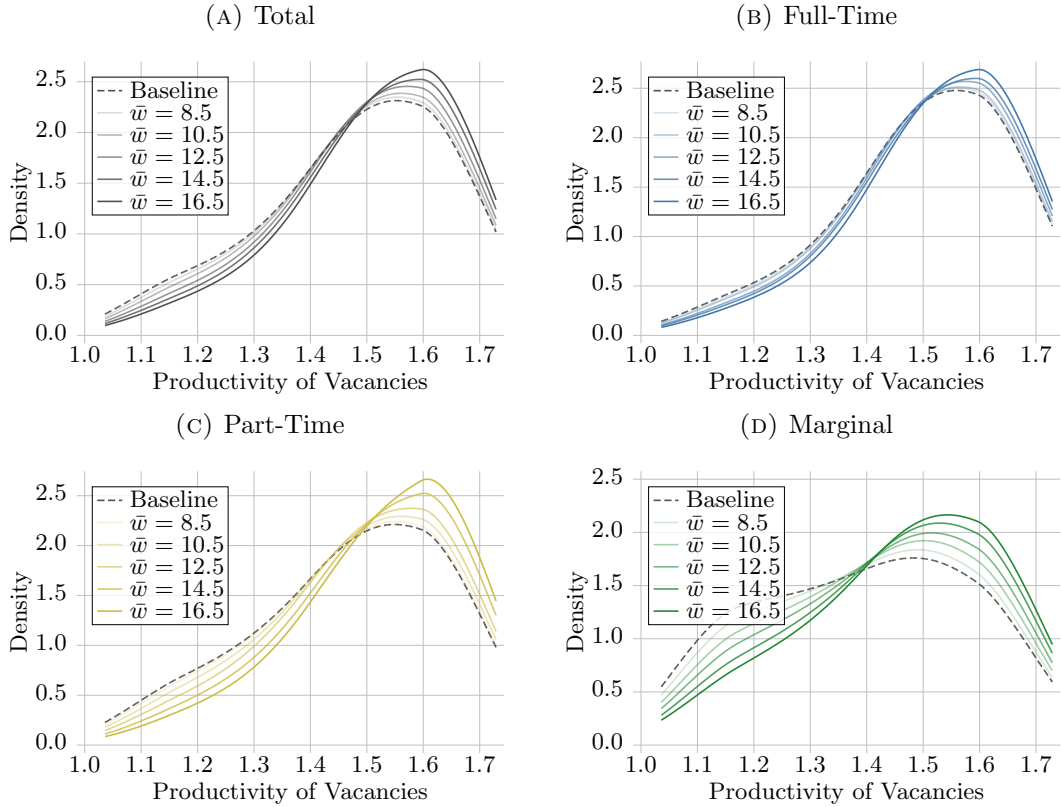 (A) Total
2.5
2.0
1.5
1.0
0.5
0.0
Density
Baseline
w̄ = 8.5
w̄ = 10.5
w̄ = 12.5
w̄ = 14.5
w̄ = 16.5
1.0 1.1 1.2 1.3 1.4 1.5 1.6 1.7
Productivity of Vacancies
(B) Full-Time
2.5
2.0
1.5
1.0
0.5
0.0
Density
Baseline
w̄ = 8.5
w̄ = 10.5
w̄ = 12.5
w̄ = 14.5
w̄ = 16.5
1.0 1.1 1.2 1.3 1.4 1.5 1.6 1.7
Productivity of Vacancies
(C) Part-Time
2.5
2.0
1.5
1.0
0.5
0.0
Density
Baseline
w̄ = 8.5
w̄ = 10.5
w̄ = 12.5
w̄ = 14.5
w̄ = 16.5
1.0 1.1 1.2 1.3 1.4 1.5 1.6 1.7
Productivity of Vacancies
(D) Marginal
2.5
2.0
1.5
1.0
0.5
0.0
Density
Baseline
w̄ = 8.5
w̄ = 10.5
w̄ = 12.5
w̄ = 14.5
w̄ = 16.5
1.0 1.1 1.2 1.3 1.4 1.5 1.6 1.7
Productivity of Vacancies